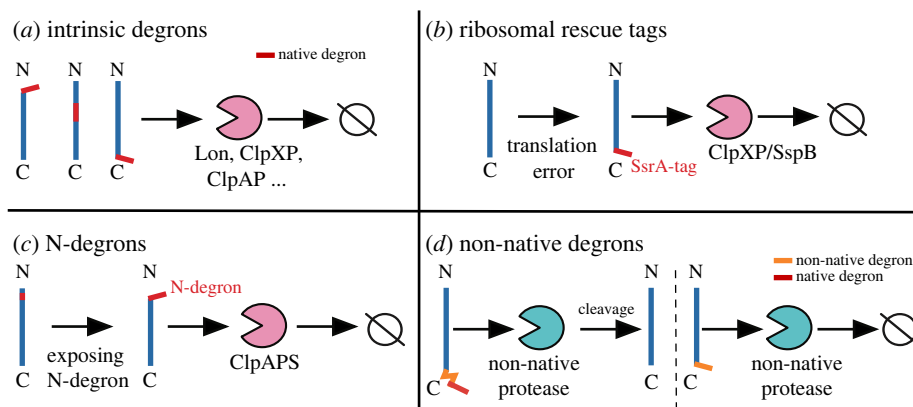 (a) intrinsic degrons
native degron
N N N
C C C
Lon, ClpXP,
ClpAP ...
(b) ribosomal rescue tags
N N
C C
translation
error
SsrA-tag
ClpXP/SspB
(c) N-degrons
N N
N-degron
C C
exposing
N-degron
ClpAPS
(d) non-native degrons
non-native degron
native degron
N N N
cleavage
C C C
non-native
protease
non-native
protease